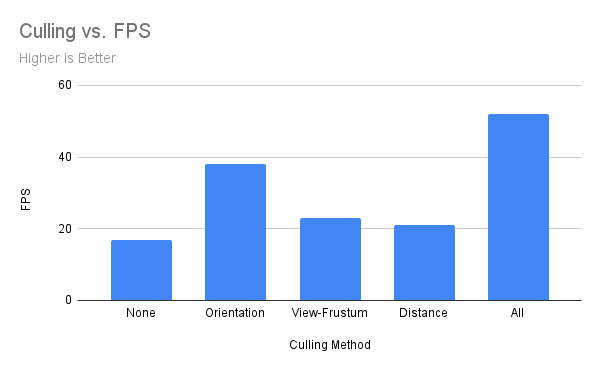 Culling vs. FPS
Higher is Better
60
40
20
0
FPS
None Orientation View-Frustum Distance All
Culling Method